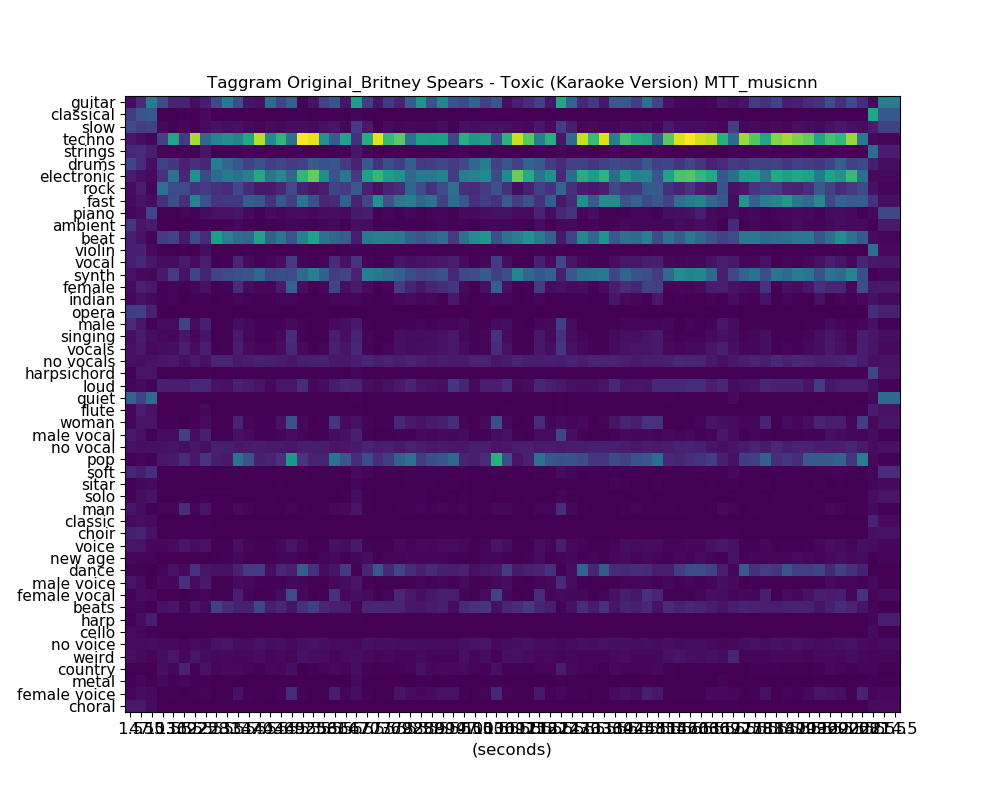 Taggram Original_Britney Spears - Toxic (Karaoke Version) MTT_musicnn
guitar
classical
slow
techno
strings
drums
electronic
rock
fast
piano
ambient
beat
violin
vocal
synth
female
indian
opera
male
singing
vocals
no vocals
harpsichord
loud
quiet
flute
woman
male vocal
no vocal
pop
soft
sitar
solo
man
classic
choir
voice
new age
dance
male voice
female vocal
beats
harp
cello
no voice
weird
country
metal
female voice
choral
(seconds)